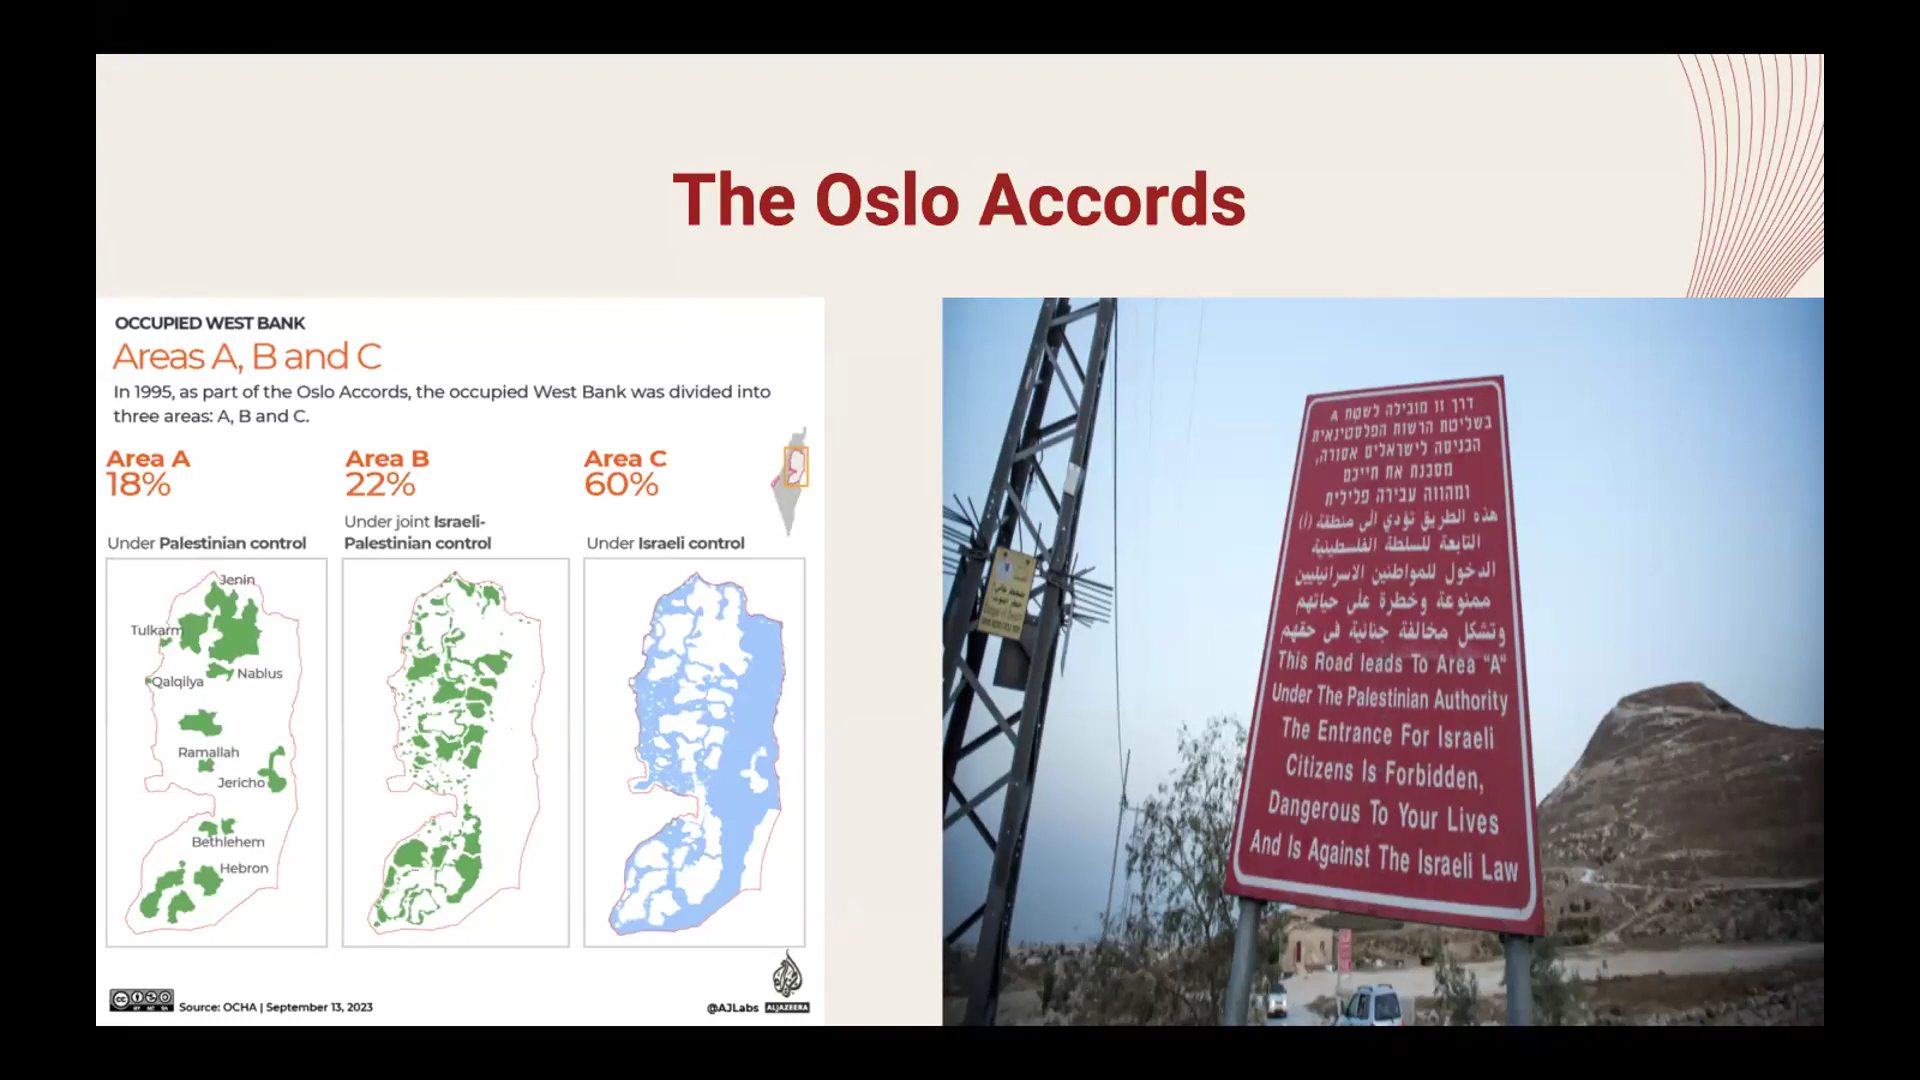 The Oslo Accords
OCCUPIED WEST BANK
Areas A, B and C
In 1995, as part of the Oslo Accords, the occupied West Bank was divided into
three areas: A, B and C.
Area A
18%
Under Palestinian control
Area B
22%
Under joint Israeli-
Palestinian control
Area C
60%
Under Israeli control
Jenin
Tulkarm
Nablus
Qalqilya
Ramallah
Jericho
Bethlehem
Hebron
Source: OCHA | September 13, 2023
@AJLabs
ALJAZEERA
דרך זו מובילה לשטח A
בשליטת הרשות הפלסטינאית
הכניסה לישראלים אסורה,
מסכנת את חייכם
ומהווה עבירה פלילית
هذه الطريق تؤدي الى منطقة (أ)
التابعة للسلطة الفلسطينية
الدخول للمواطنين الاسرائيليين
ممنوعة وخطرة على حياتهم
وتشكل مخالفة جنائية في حقهم
This Road leads To Area "A"
Under The Palestinian Authority
The Entrance For Israeli
Citizens Is Forbidden,
Dangerous To Your Lives
And Is Against The Israeli Law